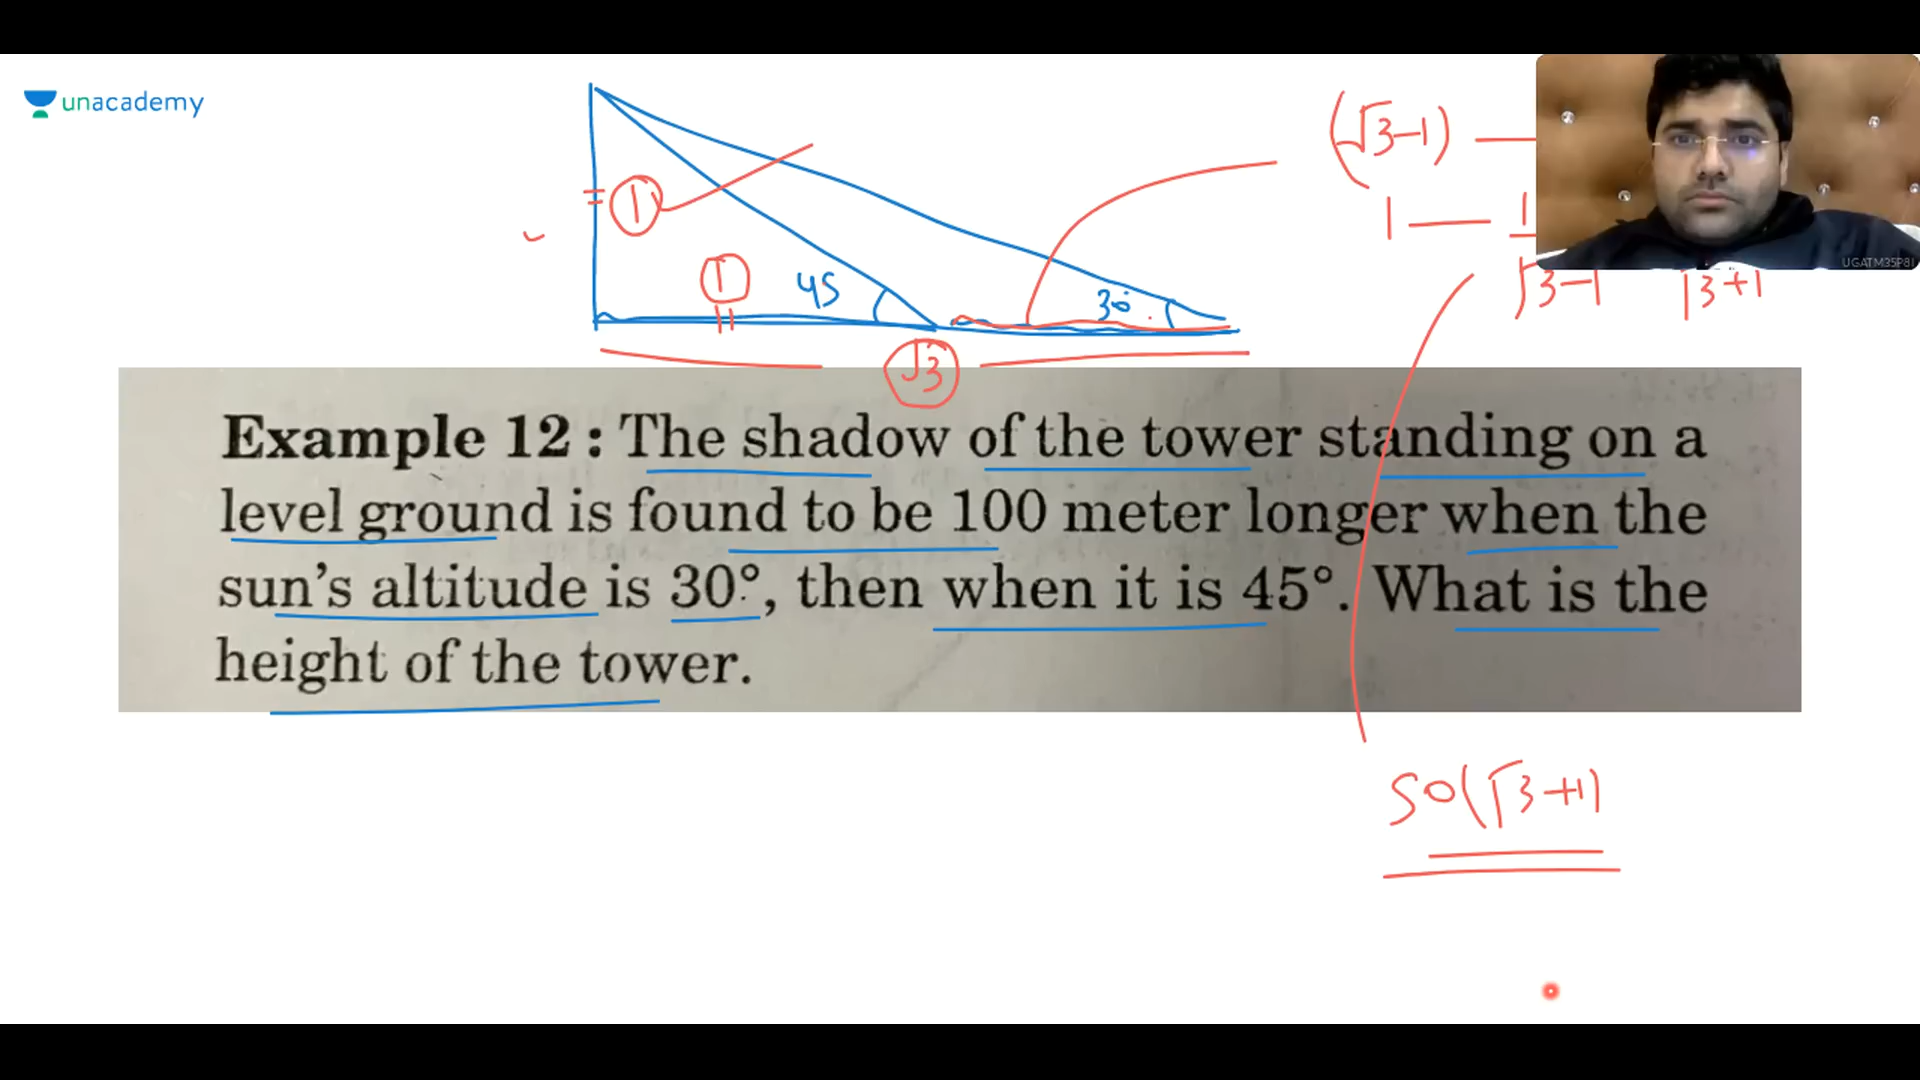 unacademy
(√3-1) —
1 — 1
√3-1 √3+1
UGATM35P8I
1
1
45
30°
√3
Example 12 : The shadow of the tower standing on a
level ground is found to be 100 meter longer when the
sun's altitude is 30°, then when it is 45°. What is the
height of the tower.
50(√3+1)